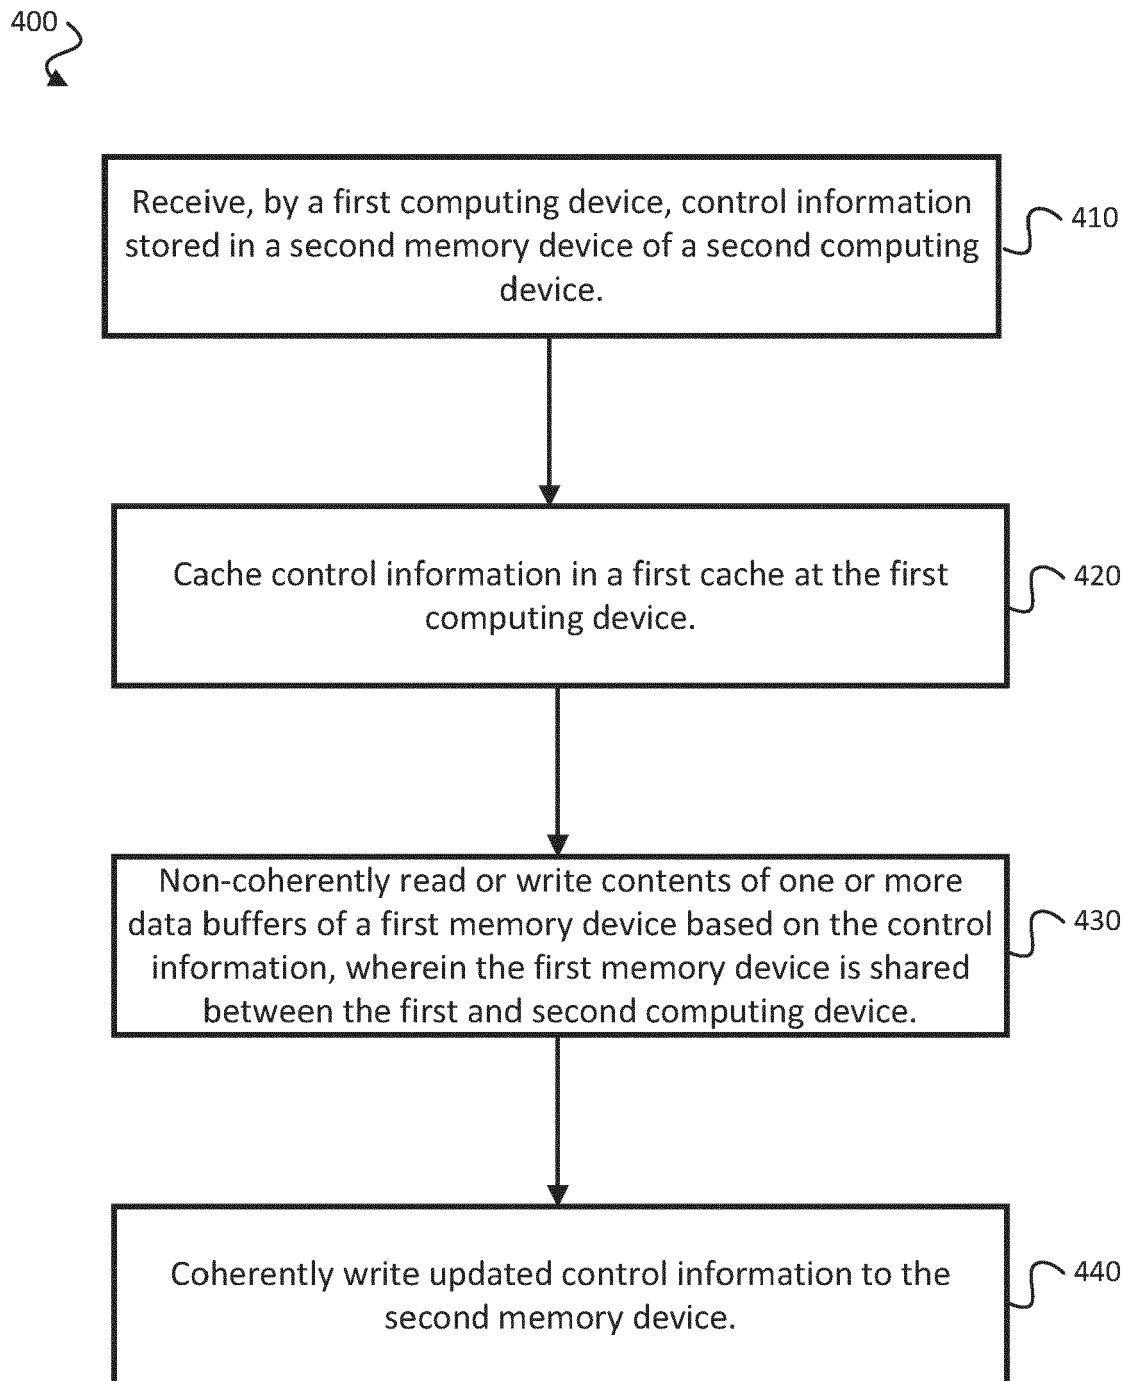 400
Receive, by a first computing device, control information
stored in a second memory device of a second computing
device.
410
Cache control information in a first cache at the first
computing device.
420
Non-coherently read or write contents of one or more
data buffers of a first memory device based on the control
information, wherein the first memory device is shared
between the first and second computing device.
430
Coherently write updated control information to the
second memory device.
440